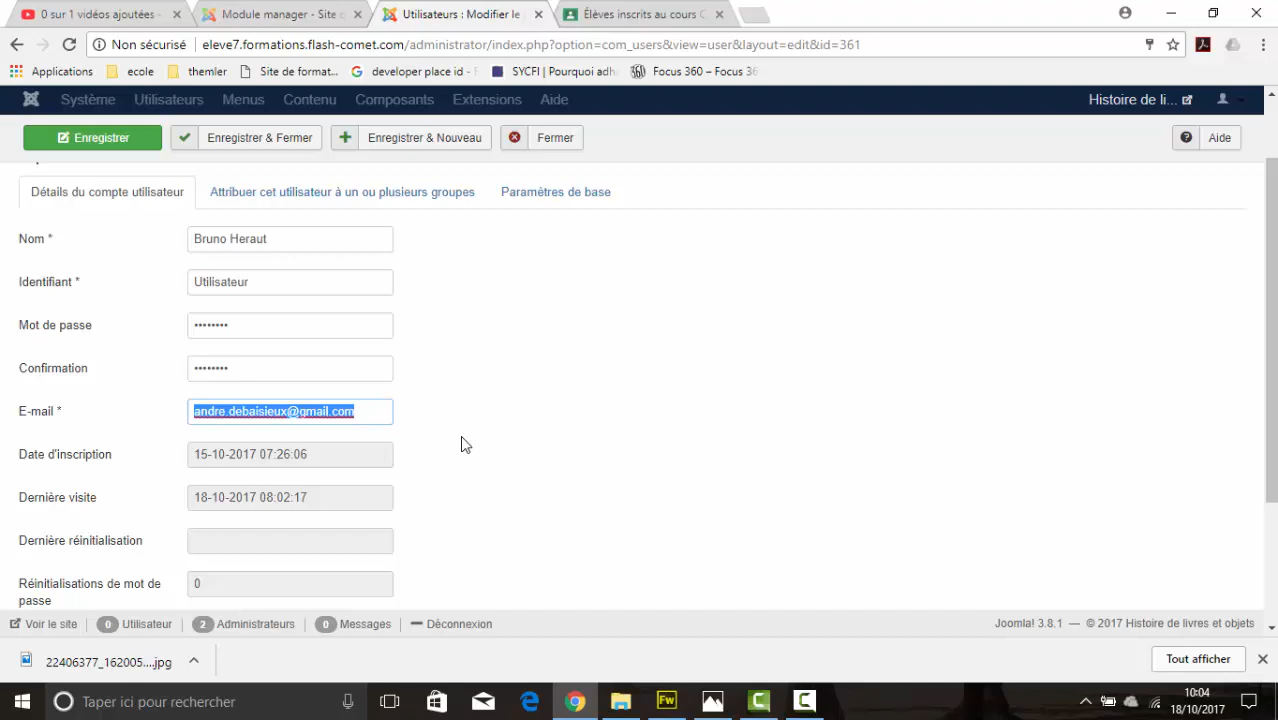 0 sur 1 vidéos ajoutées -
Module manager - Site c
Utilisateurs : Modifier le
Élèves inscrits au cours C
Non sécurisé
eleve7.formations.flash-comet.com/administrator/index.php?option=com_users&view=user&layout=edit&id=361
Applications
ecole
themler
Site de format...
developer place id -
SYCFI | Pourquoi adh
Focus 360 – Focus 36
Système
Utilisateurs
Menus
Contenu
Composants
Extensions
Aide
Histoire de li...
Enregistrer
Enregistrer & Fermer
Enregistrer & Nouveau
Fermer
Aide
Détails du compte utilisateur
Attribuer cet utilisateur à un ou plusieurs groupes
Paramètres de base
Nom *
Bruno Heraut
Identifiant *
Utilisateur
Mot de passe
••••••••
Confirmation
••••••••
E-mail *
andre.debaisieux@gmail.com
Date d'inscription
15-10-2017 07:26:06
Dernière visite
18-10-2017 08:02:17
Dernière réinitialisation
Réinitialisations de mot de
passe
0
Voir le site
0 Utilisateur
2 Administrateurs
0 Messages
Déconnexion
Joomla! 3.8.1 — © 2017 Histoire de livres et objets
22406377_162005....jpg
Tout afficher
Taper ici pour rechercher
Fw
10:04
18/10/2017